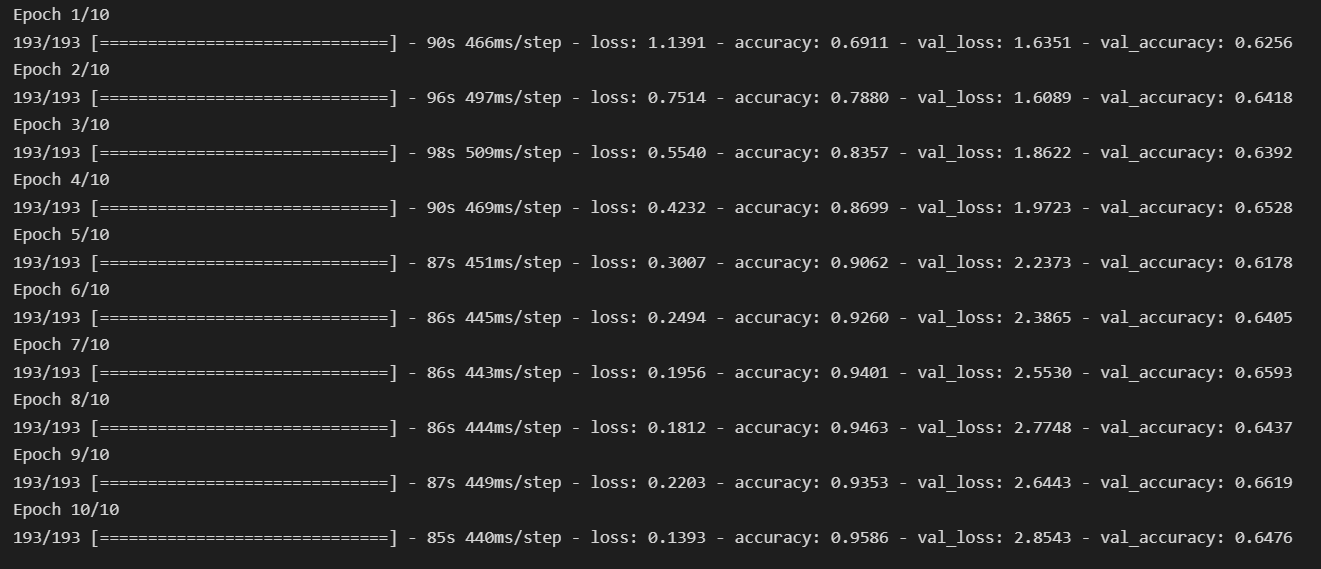 Epoch 1/10
193/193 [==============================] - 90s 466ms/step - loss: 1.1391 - accuracy: 0.6911 - val_loss: 1.6351 - val_accuracy: 0.6256
Epoch 2/10
193/193 [==============================] - 96s 497ms/step - loss: 0.7514 - accuracy: 0.7880 - val_loss: 1.6089 - val_accuracy: 0.6418
Epoch 3/10
193/193 [==============================] - 98s 509ms/step - loss: 0.5540 - accuracy: 0.8357 - val_loss: 1.8622 - val_accuracy: 0.6392
Epoch 4/10
193/193 [==============================] - 90s 469ms/step - loss: 0.4232 - accuracy: 0.8699 - val_loss: 1.9723 - val_accuracy: 0.6528
Epoch 5/10
193/193 [==============================] - 87s 451ms/step - loss: 0.3007 - accuracy: 0.9062 - val_loss: 2.2373 - val_accuracy: 0.6178
Epoch 6/10
193/193 [==============================] - 86s 445ms/step - loss: 0.2494 - accuracy: 0.9260 - val_loss: 2.3865 - val_accuracy: 0.6405
Epoch 7/10
193/193 [==============================] - 86s 443ms/step - loss: 0.1956 - accuracy: 0.9401 - val_loss: 2.5530 - val_accuracy: 0.6593
Epoch 8/10
193/193 [==============================] - 86s 444ms/step - loss: 0.1812 - accuracy: 0.9463 - val_loss: 2.7748 - val_accuracy: 0.6437
Epoch 9/10
193/193 [==============================] - 87s 449ms/step - loss: 0.2203 - accuracy: 0.9353 - val_loss: 2.6443 - val_accuracy: 0.6619
Epoch 10/10
193/193 [==============================] - 85s 440ms/step - loss: 0.1393 - accuracy: 0.9586 - val_loss: 2.8543 - val_accuracy: 0.6476